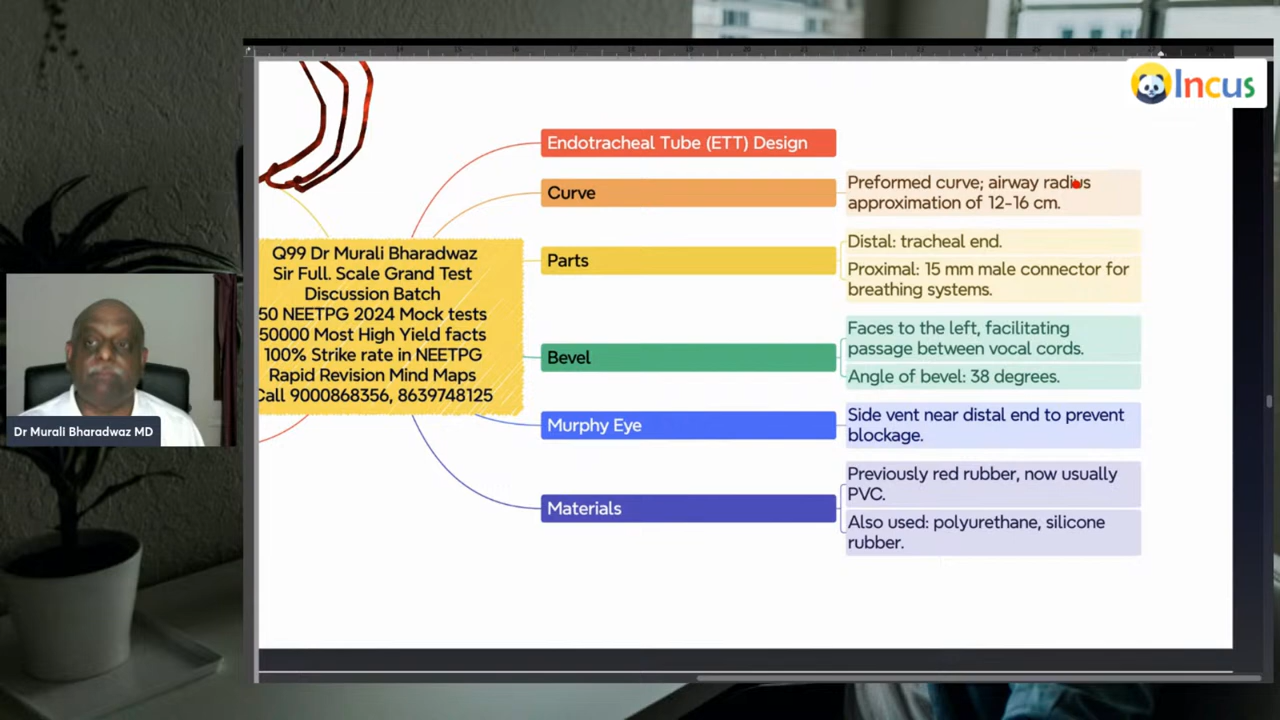 Incus
Endotracheal Tube (ETT) Design
Curve
Preformed curve; airway radius
approximation of 12-16 cm.
Q99 Dr Murali Bharadwaz
Sir Full. Scale Grand Test
Discussion Batch
50 NEETPG 2024 Mock tests
50000 Most High Yield facts
100% Strike rate in NEETPG
Rapid Revision Mind Maps
Call 9000868356, 8639748125
Parts
Distal: tracheal end.
Proximal: 15 mm male connector for
breathing systems.
Bevel
Faces to the left, facilitating
passage between vocal cords.
Angle of bevel: 38 degrees.
Murphy Eye
Side vent near distal end to prevent
blockage.
Materials
Previously red rubber, now usually
PVC.
Also used: polyurethane, silicone
rubber.
Dr Murali Bharadwaz MD